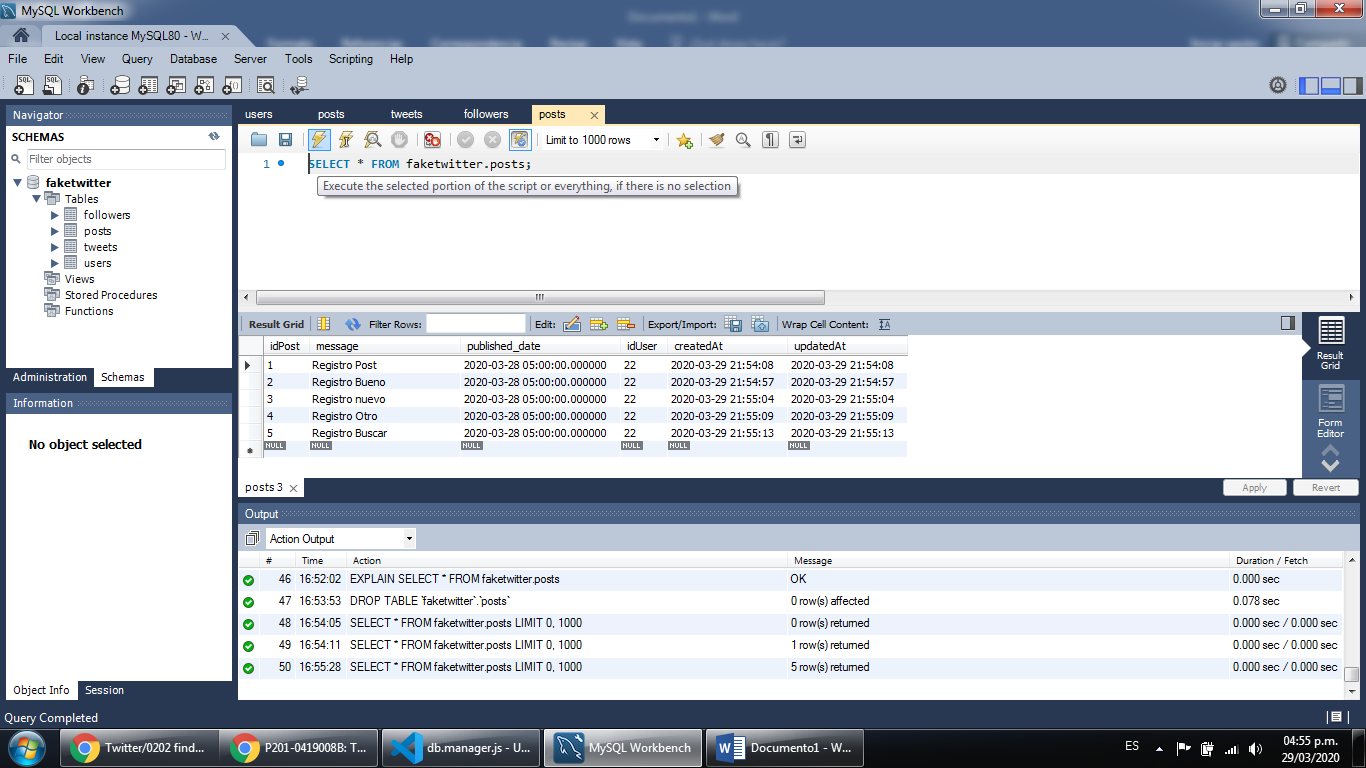 MySQL Workbench
Local instance MySQL80 - W...
File Edit View Query Database Server Tools Scripting Help
Navigator
SCHEMAS
Filter objects
faketwitter
Tables
followers
posts
tweets
users
Views
Stored Procedures
Functions
Administration Schemas
Information
No object selected
Object Info Session
users posts tweets followers posts
Limit to 1000 rows
1 SELECT * FROM faketwitter.posts;
Execute the selected portion of the script or everything, if there is no selection
Result Grid Filter Rows: Edit: Export/Import: Wrap Cell Content: IA
idPost message published_date idUser createdAt updatedAt
1 Registro Post 2020-03-28 05:00:00.000000 22 2020-03-29 21:54:08 2020-03-29 21:54:08
2 Registro Bueno 2020-03-28 05:00:00.000000 22 2020-03-29 21:54:57 2020-03-29 21:54:57
3 Registro nuevo 2020-03-28 05:00:00.000000 22 2020-03-29 21:55:04 2020-03-29 21:55:04
4 Registro Otro 2020-03-28 05:00:00.000000 22 2020-03-29 21:55:09 2020-03-29 21:55:09
5 Registro Buscar 2020-03-28 05:00:00.000000 22 2020-03-29 21:55:13 2020-03-29 21:55:13
NULL NULL NULL NULL NULL NULL
Result
Grid
Form
Editor
posts 3
Apply Revert
Output
Action Output
# Time Action Message Duration / Fetch
46 16:52:02 EXPLAIN SELECT * FROM faketwitter.posts OK 0.000 sec
47 16:53:53 DROP TABLE `faketwitter`.`posts` 0 row(s) affected 0.078 sec
48 16:54:05 SELECT * FROM faketwitter.posts LIMIT 0, 1000 0 row(s) returned 0.000 sec / 0.000 sec
49 16:54:11 SELECT * FROM faketwitter.posts LIMIT 0, 1000 1 row(s) returned 0.000 sec / 0.000 sec
50 16:55:28 SELECT * FROM faketwitter.posts LIMIT 0, 1000 5 row(s) returned 0.000 sec / 0.000 sec
Query Completed
Twitter/0202 find... P201-0419008B: T... db.manager.js - U... MySQL Workbench Documento1 - W...
ES
04:55 p.m.
29/03/2020